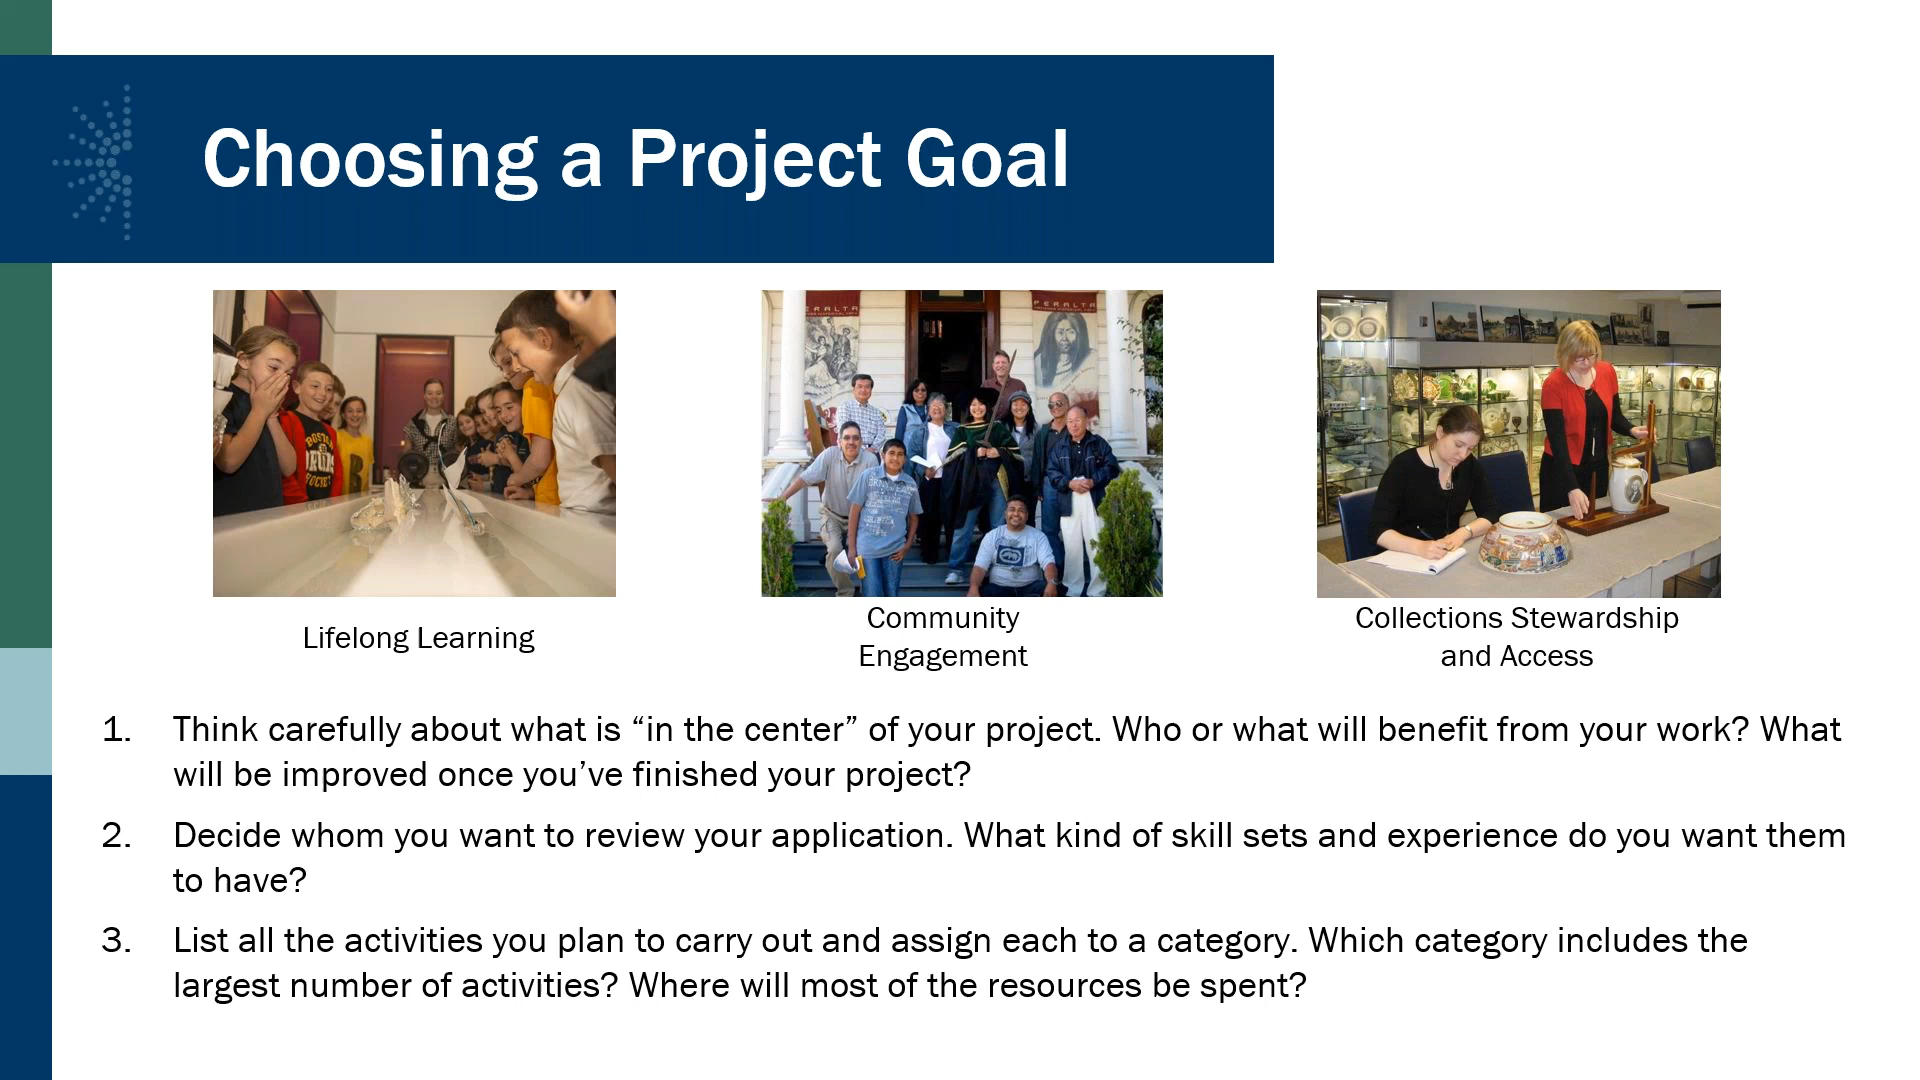 Choosing a Project Goal
PERALTA
BOSTON
BRUINS
HOCKEY
Lifelong Learning
Community
Engagement
Collections Stewardship
and Access
1. Think carefully about what is “in the center” of your project. Who or what will benefit from your work? What
will be improved once you’ve finished your project?
2. Decide whom you want to review your application. What kind of skill sets and experience do you want them
to have?
3. List all the activities you plan to carry out and assign each to a category. Which category includes the
largest number of activities? Where will most of the resources be spent?